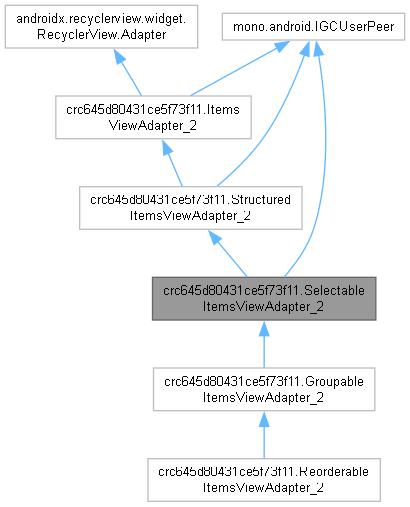 androidx.recyclerview.widget.
RecyclerView.Adapter
mono.android.IGCUserPeer
crc645d80431ce5f73f11.Items
ViewAdapter_2
crc645d80431ce5f73f11.Structured
ItemsViewAdapter_2
crc645d80431ce5f73f11.Selectable
ItemsViewAdapter_2
crc645d80431ce5f73f11.Groupable
ItemsViewAdapter_2
crc645d80431ce5f73f11.Reorderable
ItemsViewAdapter_2